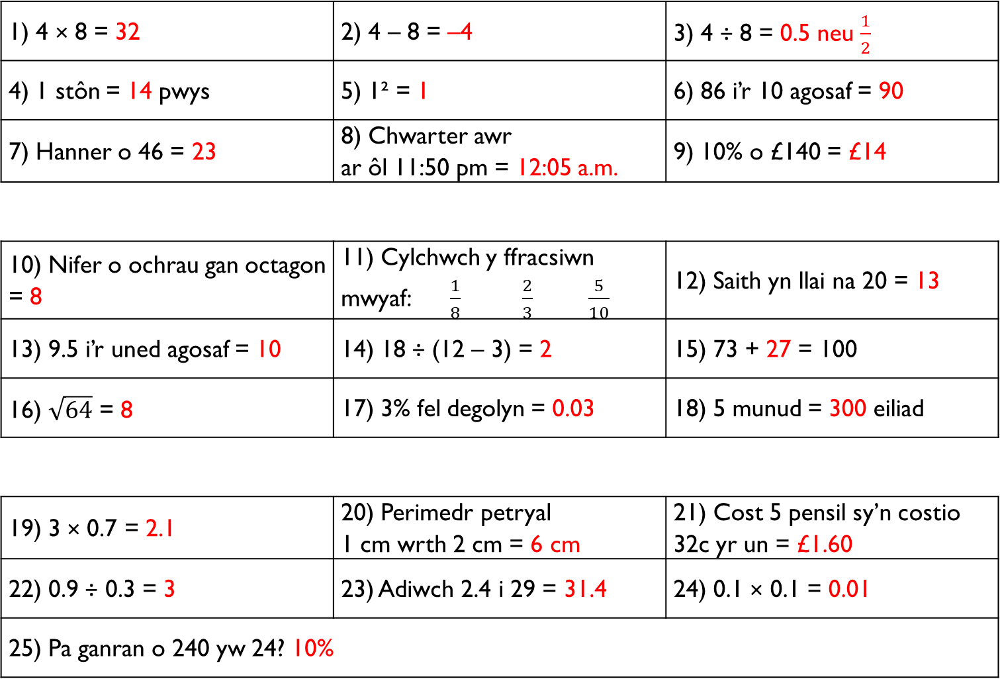 1) 4 × 8 = 32
2) 4 – 8 = –4
3) 4 ÷ 8 = 0.5 neu 1/2
4) 1 stôn = 14 pwys
5) 1² = 1
6) 86 i’r 10 agosaf = 90
7) Hanner o 46 = 23
8) Chwarter awr
ar ôl 11:50 pm = 12:05 a.m.
9) 10% o £140 = £14
10) Nifer o ochrau gan octagon
= 8
11) Cylchwch y ffracsiwn
mwyaf: 1/8 2/3 5/10
12) Saith yn llai na 20 = 13
13) 9.5 i’r uned agosaf = 10
14) 18 ÷ (12 – 3) = 2
15) 73 + 27 = 100
16) √64 = 8
17) 3% fel degolyn = 0.03
18) 5 munud = 300 eiliad
19) 3 × 0.7 = 2.1
20) Perimedr petryal
1 cm wrth 2 cm = 6 cm
21) Cost 5 pensil sy’n costio
32c yr un = £1.60
22) 0.9 ÷ 0.3 = 3
23) Adiwch 2.4 i 29 = 31.4
24) 0.1 × 0.1 = 0.01
25) Pa ganran o 240 yw 24? 10%